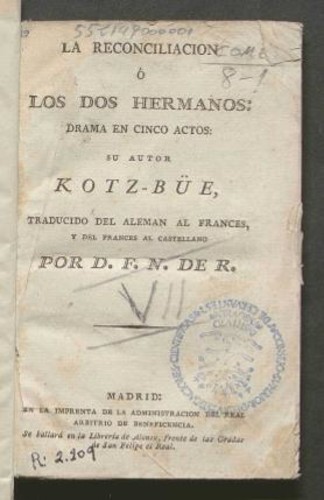 LA RECONCILIACION
Ó
LOS DOS HERMANOS:
DRAMA EN CINCO ACTOS:
SU AUTOR
KOTZ-BÜE,
TRADUCIDO DEL ALEMAN AL FRANCES,
Y DEL FRANCES AL CASTELLANO
POR D. F. N. DE R.
VII
MADRID:
EN LA IMPRENTA DE LA ADMINISTRACION DEL REAL
ARBITRIO DE BENEFICENCIA.
Se hallará en la Librería de Alonso, frente de las Gradas
de San Felipe el Real.
R. 2.209